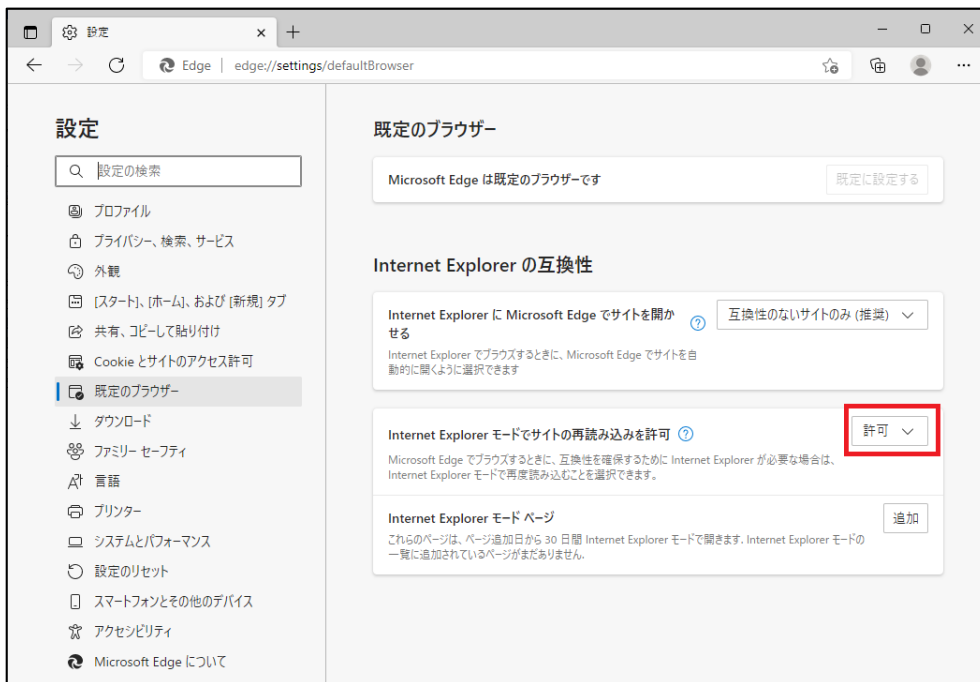 設定
Edge
edge://settings/defaultBrowser
設定
設定の検索
プロファイル
プライバシー、検索、サービス
外観
[スタート]、[ホーム]、および [新規] タブ
共有、コピーして貼り付け
Cookie とサイトのアクセス許可
既定のブラウザー
ダウンロード
ファミリー セーフティ
言語
プリンター
システムとパフォーマンス
設定のリセット
スマートフォンとその他のデバイス
アクセシビリティ
Microsoft Edge について
既定のブラウザー
Microsoft Edge は既定のブラウザーです
既定に設定する
Internet Explorer の互換性
Internet Explorer に Microsoft Edge でサイトを開か
せる
互換性のないサイトのみ (推奨)
Internet Explorer でブラウズするときに、Microsoft Edge でサイトを自
動的に開くように選択できます
Internet Explorer モードでサイトの再読み込みを許可
許可
Microsoft Edge でブラウズするときに、互換性を確保するために Internet Explorer が必要な場合は、
Internet Explorer モードで再度読み込むことを選択できます。
Internet Explorer モード ページ
追加
これらのページは、ページ追加日から 30 日間 Internet Explorer モードで開きます. Internet Explorer モードの
一覧に追加されているページがまだありません.